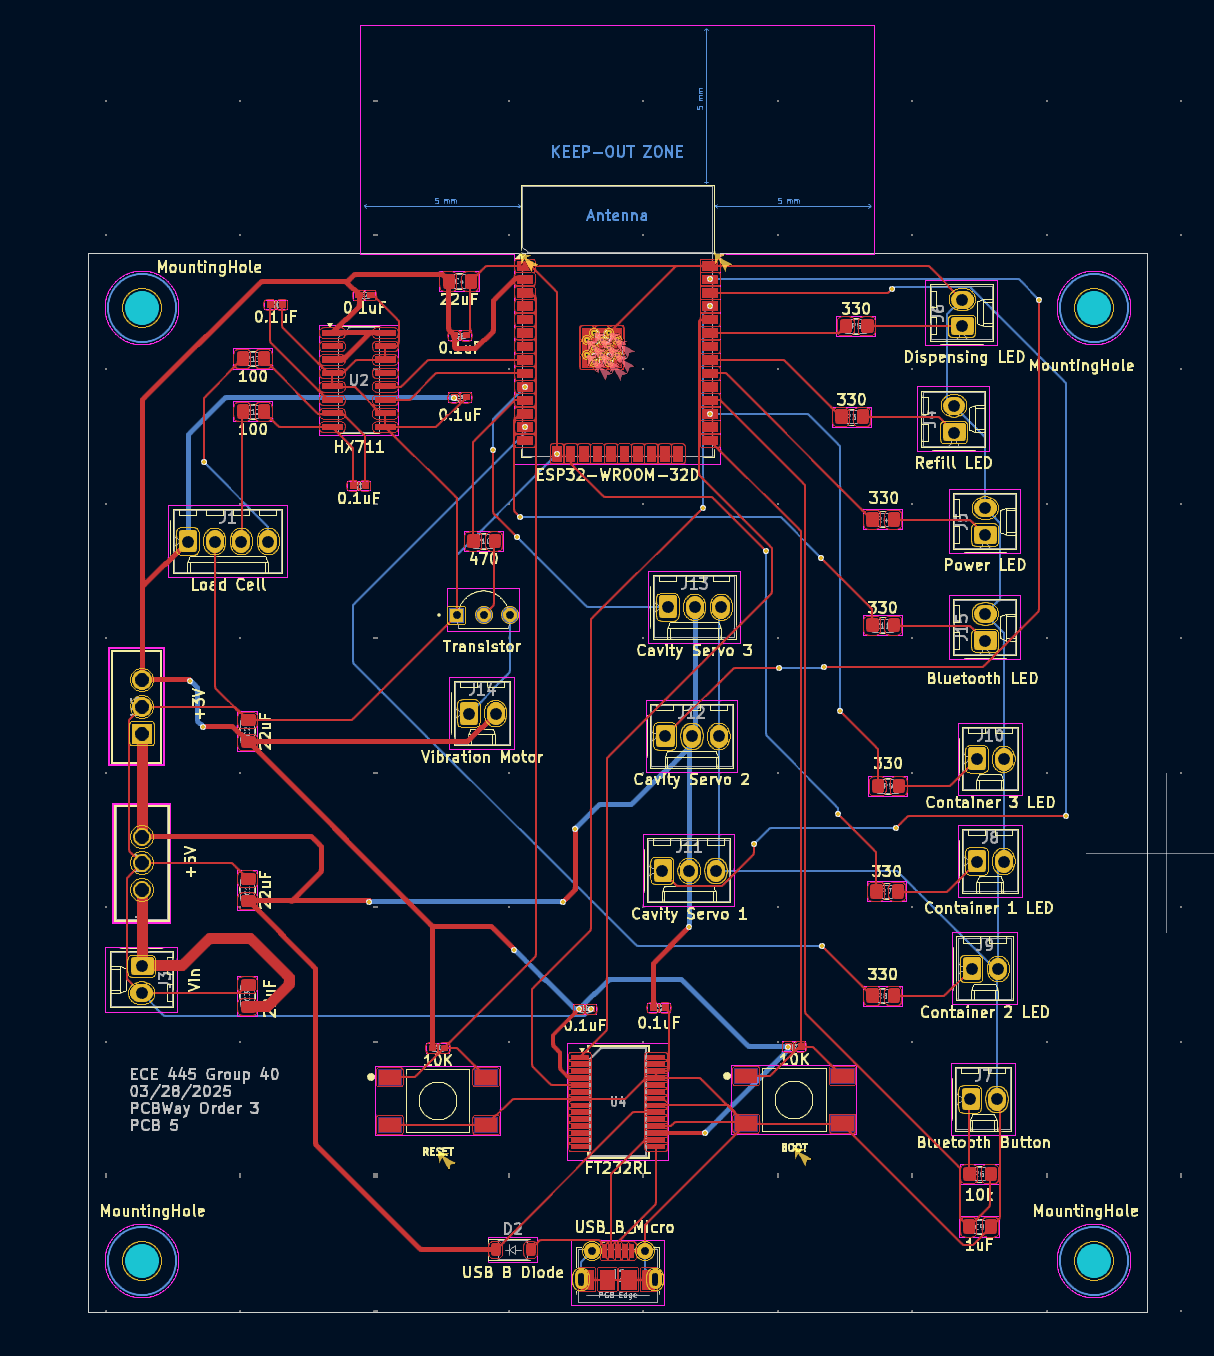 5 mm
KEEP-OUT ZONE
5 mm
Antenna
5 mm
MountingHole
0.1uF
0.1uF
22uF
330
J6
Dispensing LED
MountingHole
0.1uF
100
U2
330
J4
0.1uF
100
HX711
Refill LED
ESP32-WROOM-32D
0.1uF
330
J1
J5
470
Power LED
Load Cell
J13
330
J15
Transistor
Cavity Servo 3
Bluetooth LED
+3V
22uF
J14
J12
J10
Vibration Motor
330
Cavity Servo 2
Container 3 LED
+5V
J11
J8
22uF
330
Cavity Servo 1
Container 1 LED
J9
J3
Vin
330
Container 2 LED
0.1uF
0.1uF
10K
10K
ECE 445 Group 40
03/28/2025
PCBWay Order 3
PCB 5
U4
J7
RESET
BOOT
Bluetooth Button
FT232RL
10k
MountingHole
MountingHole
USB_B_Micro
D2
1uF
USB B Diode
PCB Edge